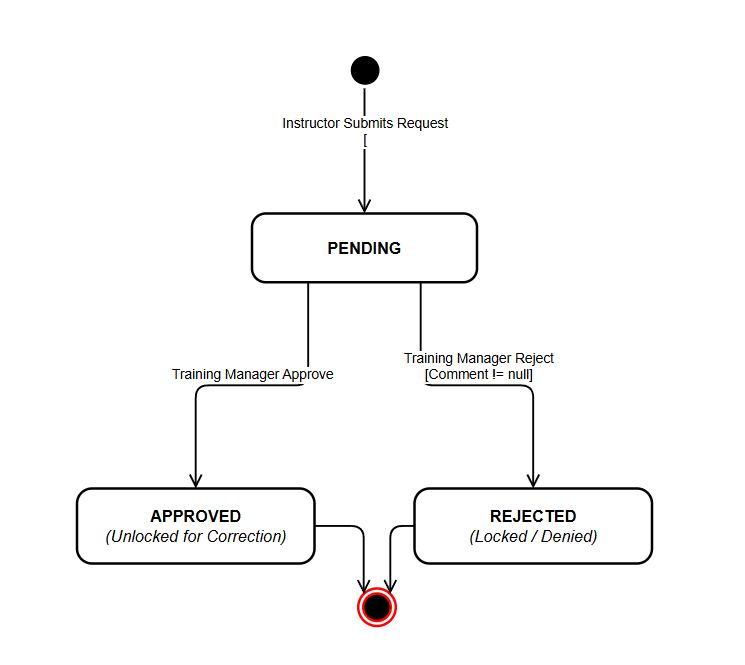 Instructor Submits Request
[
PENDING
Training Manager Approve
Training Manager Reject
[Comment != null]
APPROVED
(Unlocked for Correction)
REJECTED
(Locked / Denied)